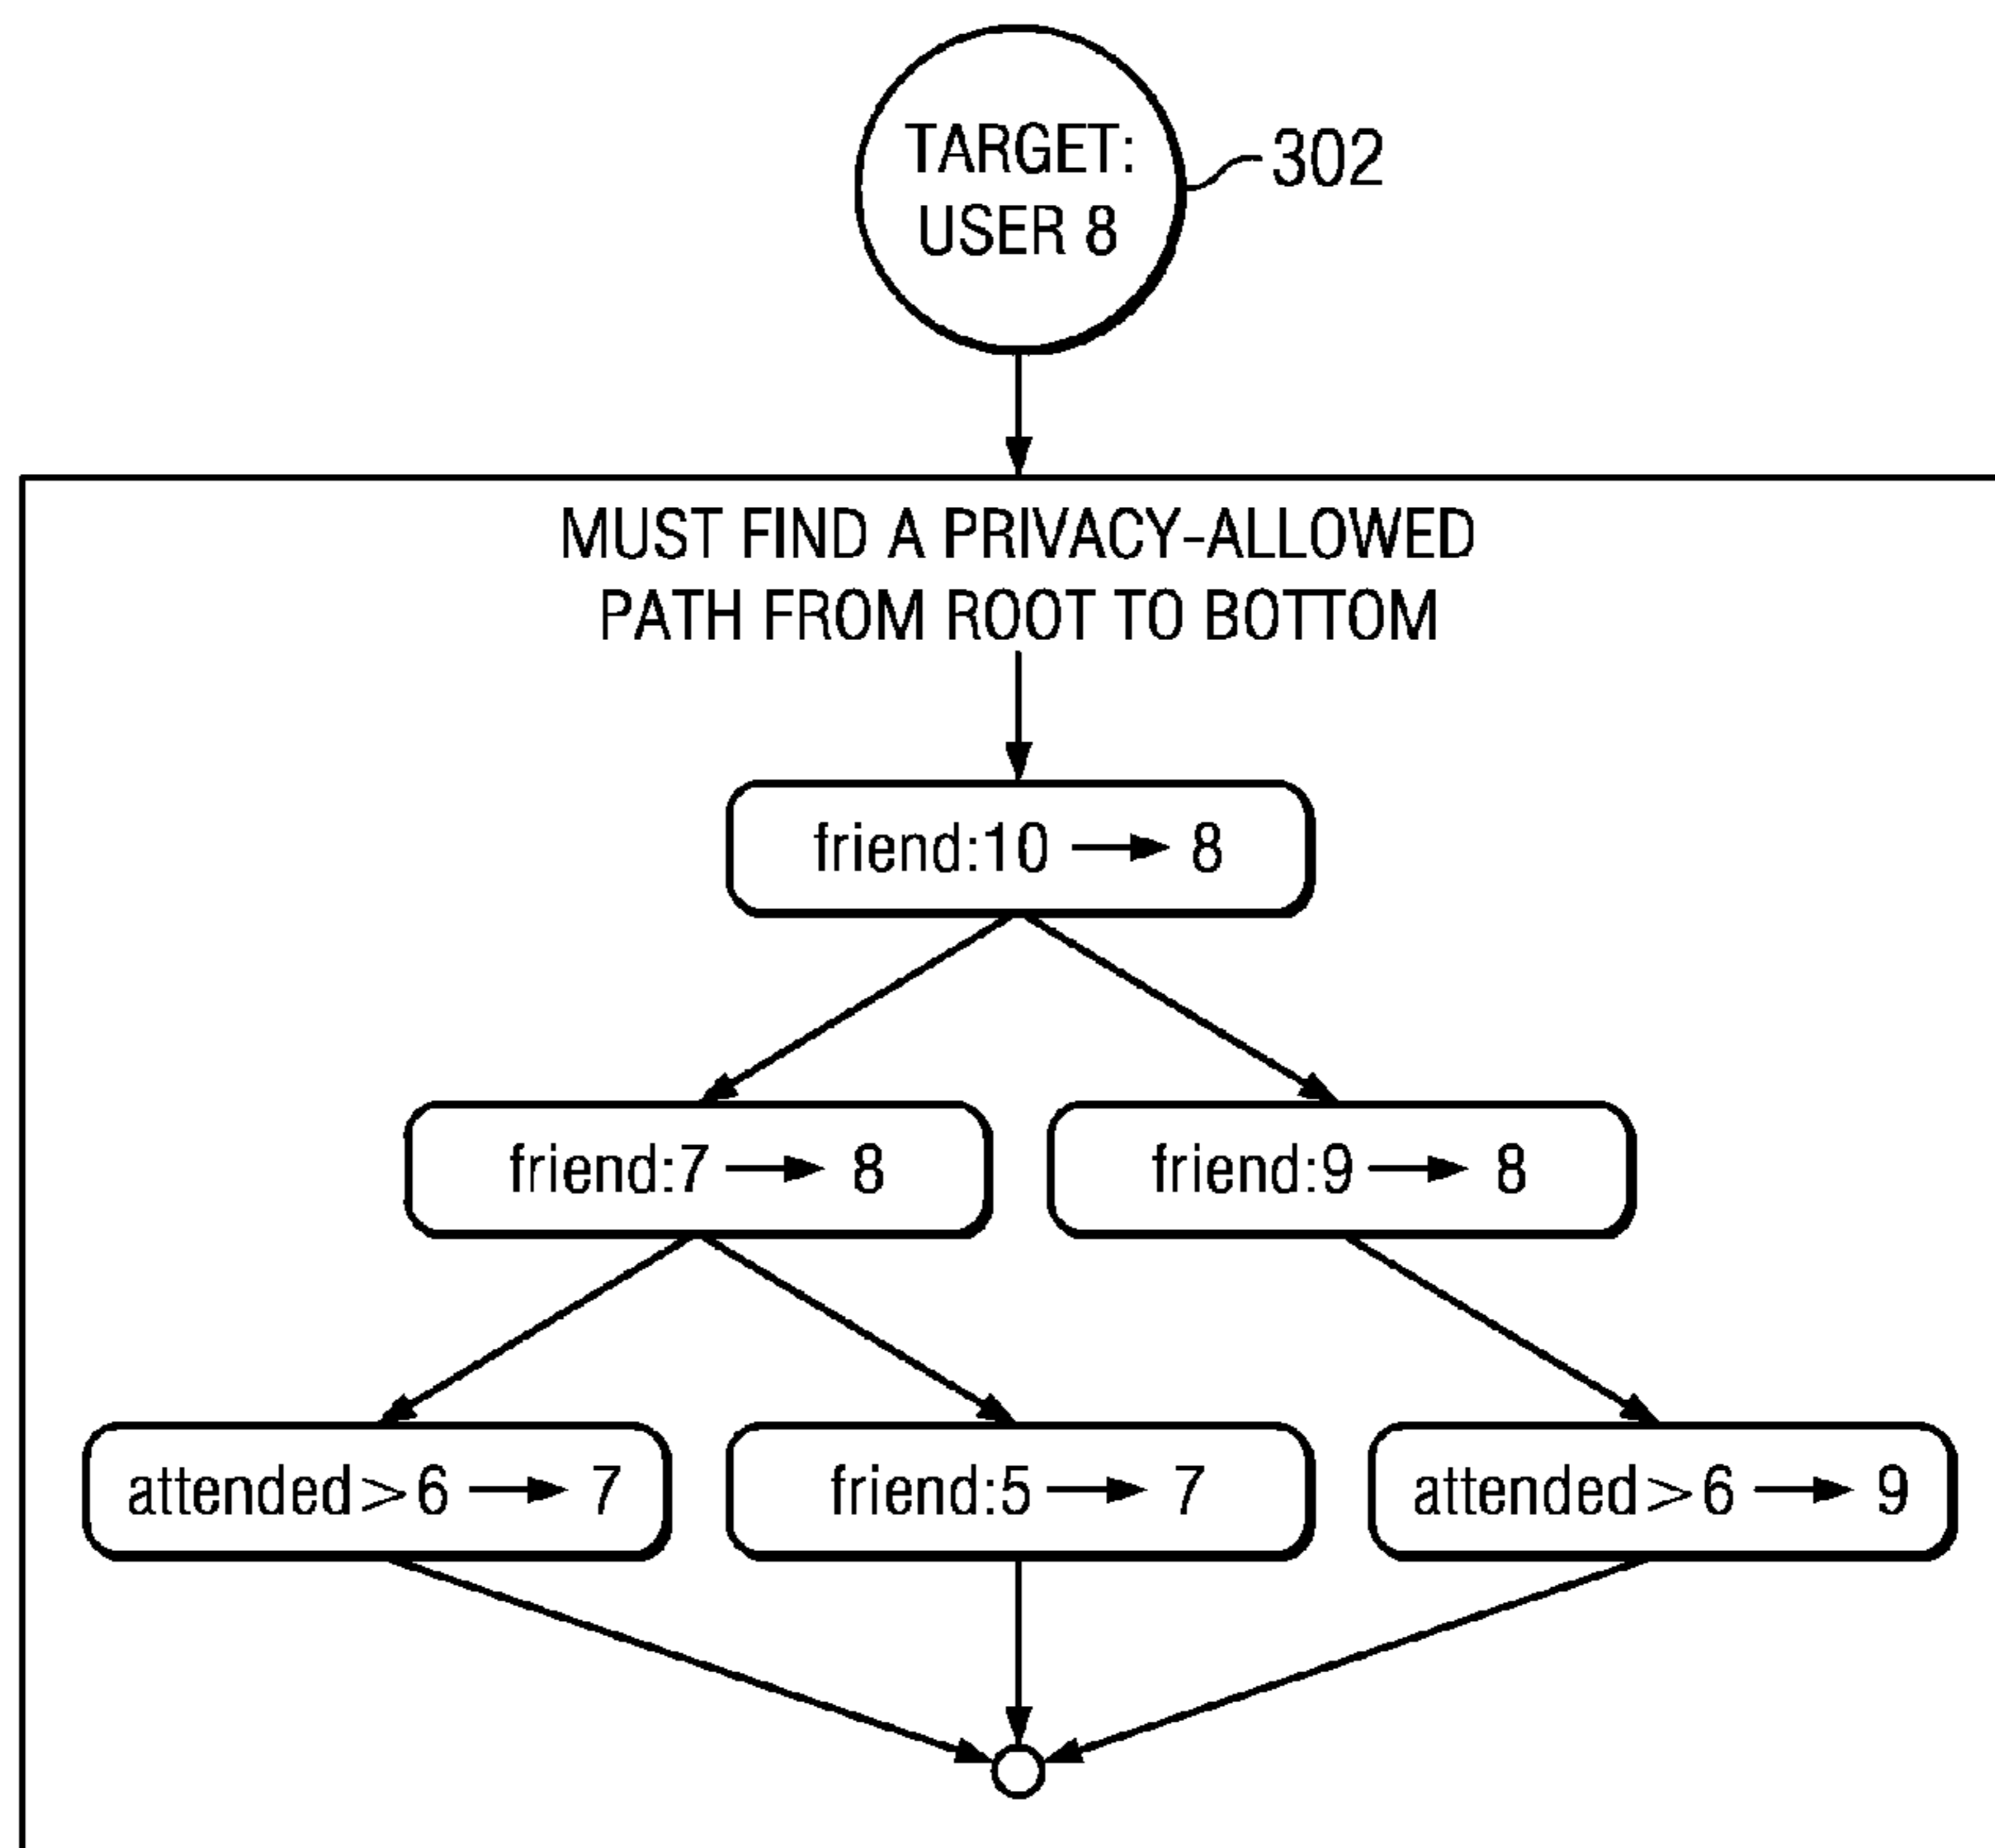 TARGET:
USER 8
302
MUST FIND A PRIVACY-ALLOWED
PATH FROM ROOT TO BOTTOM
friend:10 → 8
friend:7 → 8
friend:9 → 8
attended>6 → 7
friend:5 → 7
attended>6 → 9